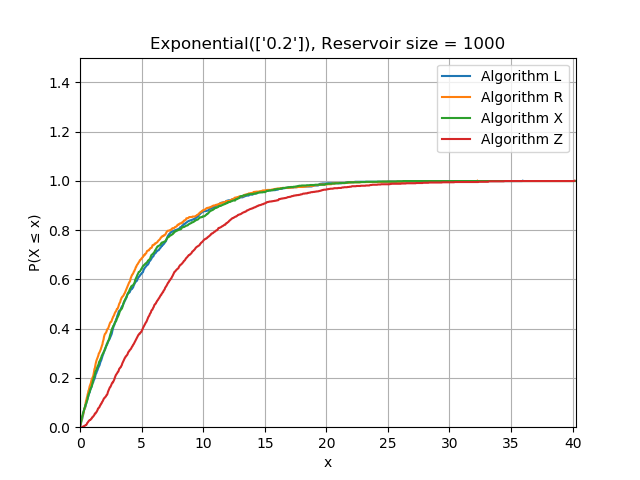 Exponential(['0.2']), Reservoir size = 1000
1.4
1.2
1.0
0.8
0.6
0.4
0.2
0.0
P(X ≤ x)
Algorithm L
Algorithm R
Algorithm X
Algorithm Z
0 5 10 15 20 25 30 35 40
x